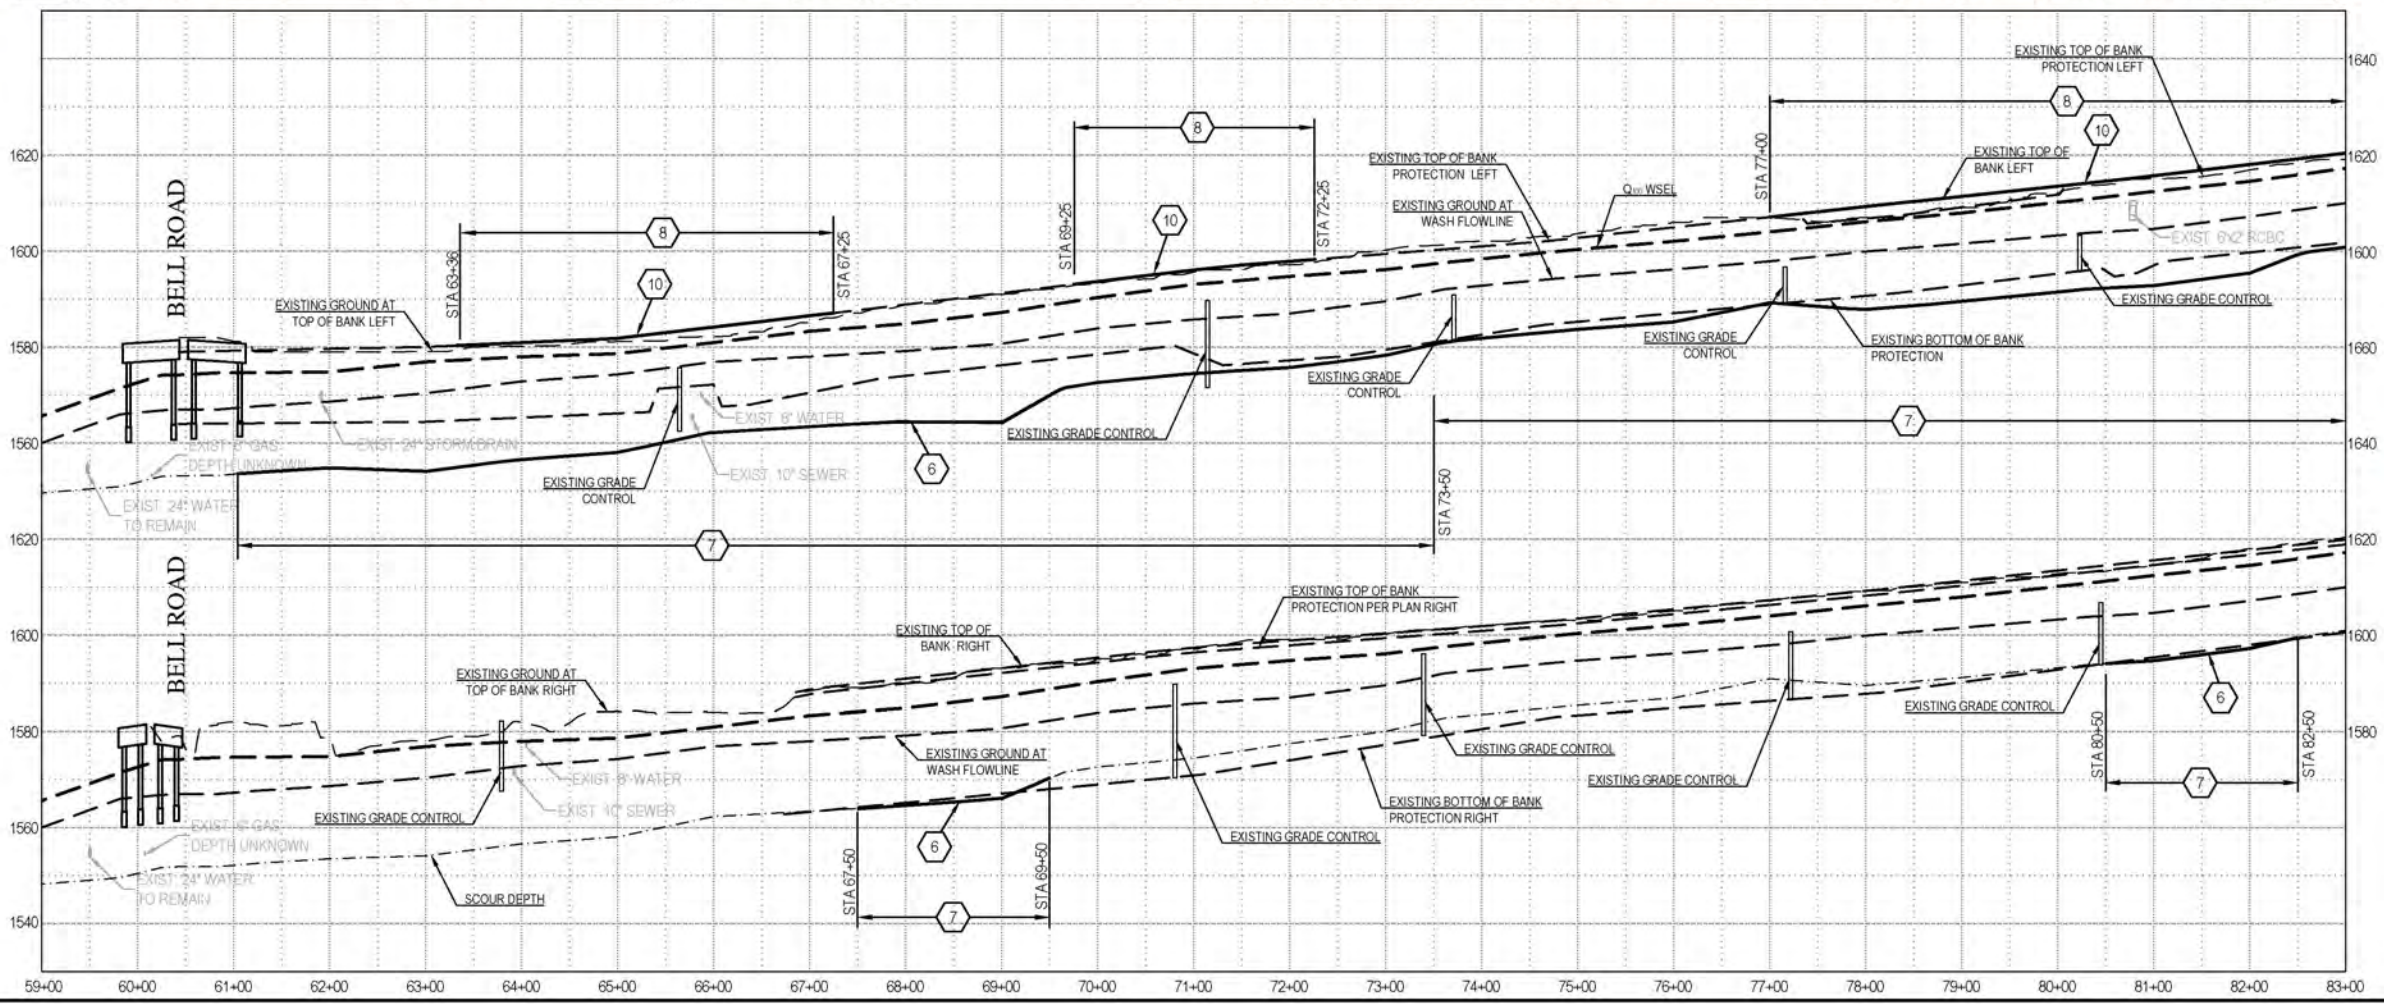 EXISTING TOP OF BANK
PROTECTION LEFT
1640
8
8
10
STA 77+00
1620
EXISTING TOP OF BANK
PROTECTION LEFT
EXISTING TOP OF
BANK LEFT
1620
BELL ROAD
Q100 WSEL
EXISTING GROUND AT
WASH FLOWLINE
10
STA 69+25
STA 72+25
8
STA 63+36
STA 67+25
EXIST. 6'x2' RCBC
1600
1600
10
EXISTING GROUND AT
TOP OF BANK LEFT
EXISTING GRADE CONTROL
1580
EXISTING GRADE
CONTROL
EXISTING BOTTOM OF BANK
PROTECTION
1660
EXISTING GRADE
CONTROL
EXIST. 8" WATER
7
EXISTING GRADE CONTROL
1560
EXIST. 24" STORM DRAIN
1640
EXIST. 6" GAS
DEPTH UNKNOWN
6
EXIST. 10" SEWER
EXISTING GRADE
CONTROL
STA 73+50
EXIST. 24" WATER
TO REMAIN
1620
7
1620
BELL ROAD
EXISTING TOP OF BANK
PROTECTION PER PLAN RIGHT
EXISTING TOP OF
BANK RIGHT
1600
1600
EXISTING GROUND AT
TOP OF BANK RIGHT
6
EXISTING GRADE CONTROL
1580
1580
EXISTING GROUND AT
WASH FLOWLINE
EXISTING GRADE CONTROL
STA 80+50
STA 82+50
EXIST. 8" WATER
EXISTING GRADE CONTROL
7
EXIST. 10" SEWER
EXISTING BOTTOM OF BANK
PROTECTION RIGHT
EXISTING GRADE CONTROL
1560
EXIST. 6" GAS
DEPTH UNKNOWN
EXISTING GRADE CONTROL
6
STA 67+50
STA 69+50
EXIST. 24" WATER
TO REMAIN
SCOUR DEPTH
7
1540
59+00 60+00 61+00 62+00 63+00 64+00 65+00 66+00 67+00 68+00 69+00 70+00 71+00 72+00 73+00 74+00 75+00 76+00 77+00 78+00 79+00 80+00 81+00 82+00 83+00